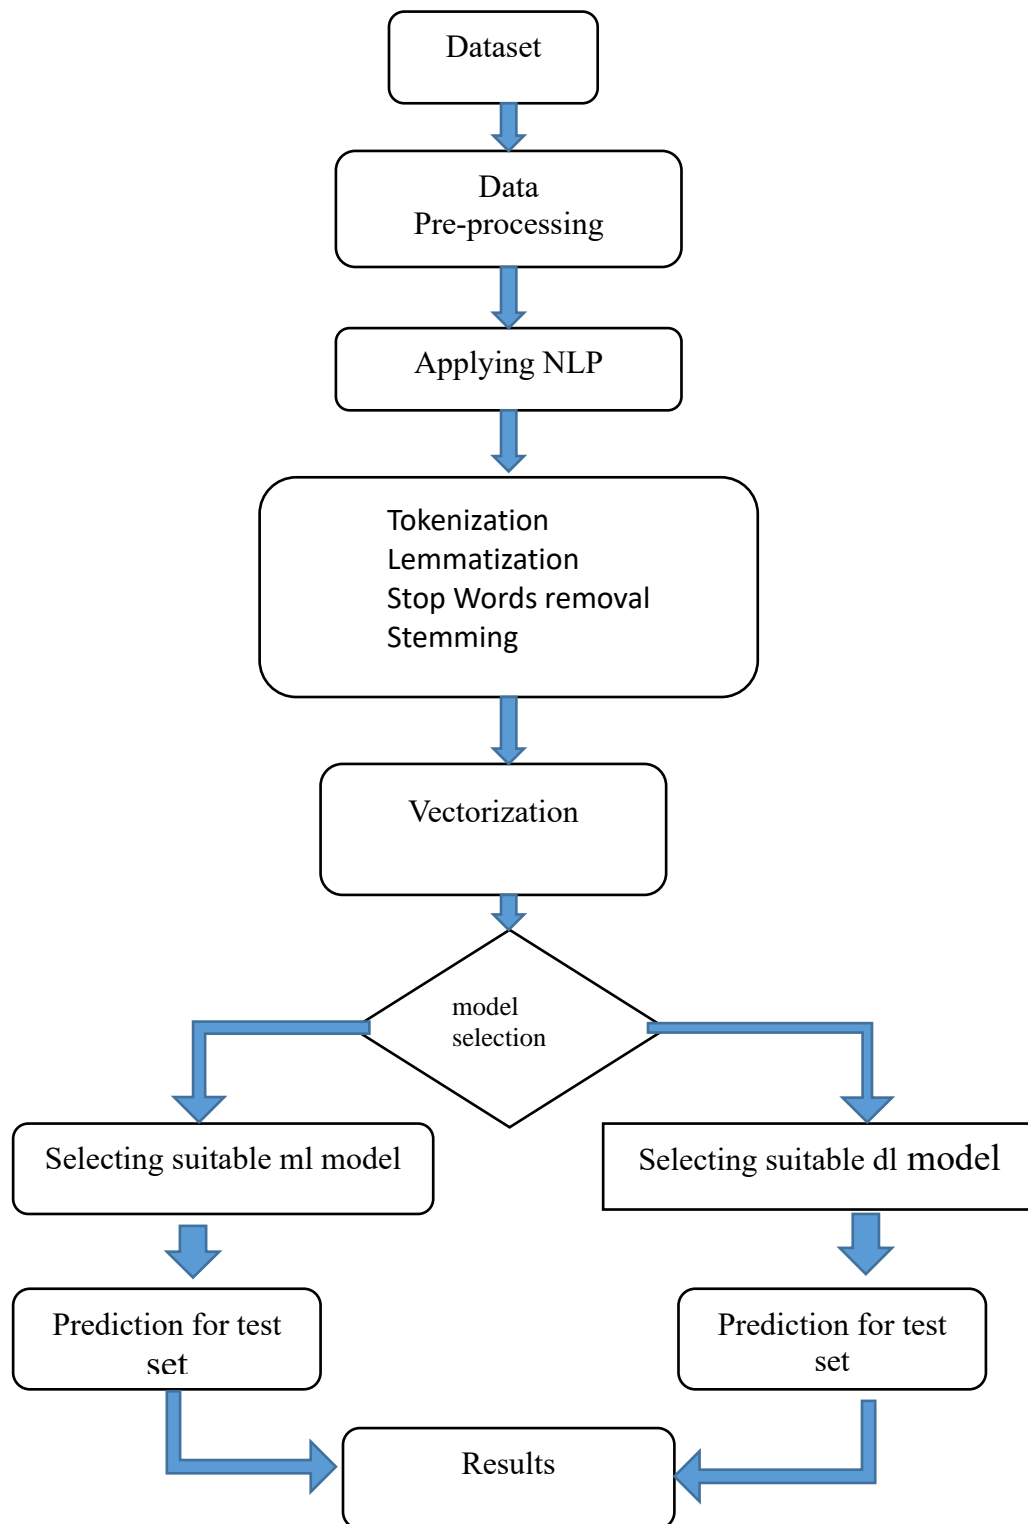 Dataset
Data
Pre-processing
Applying NLP
Tokenization
Lemmatization
Stop Words removal
Stemming
Vectorization
model
selection
Selecting suitable ml model
Selecting suitable dl model
Prediction for test
set
Prediction for test
set
Results